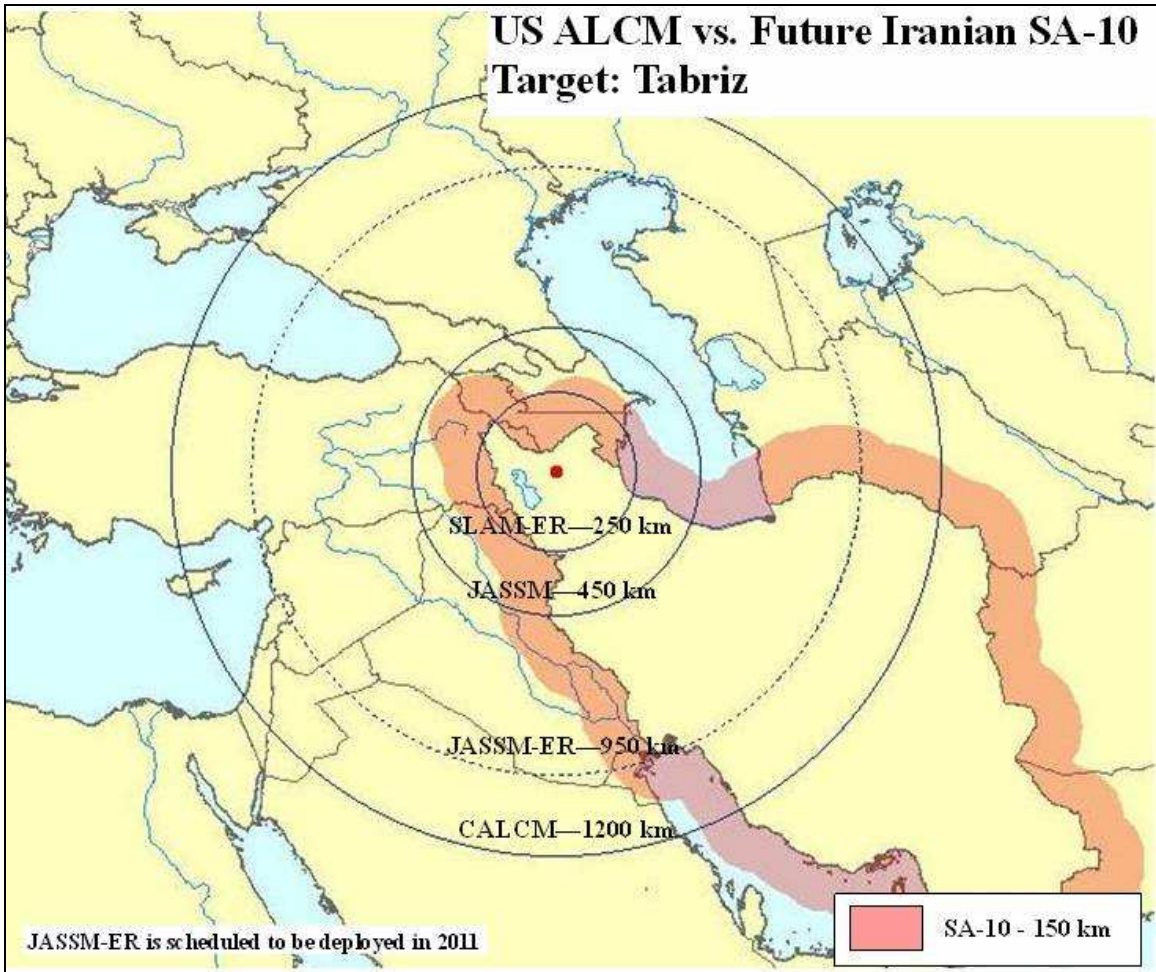 US ALCM vs. Future Iranian SA-10
Target: Tabriz
SLAM-ER—250 km
JASSM—450 km
JASSM-ER—950 km
CALCM—1200 km
JASSM-ER is scheduled to be deployed in 2011
SA-10 - 150 km